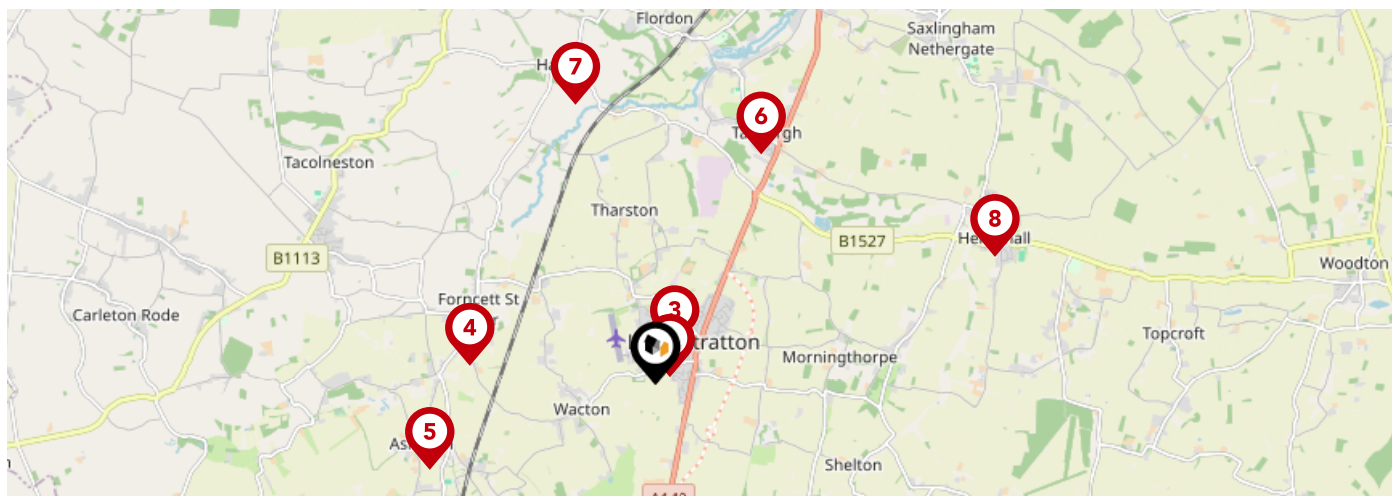 Flordon
Saxlingham
Nethergate
7
6
Tacolneston
Tharston
8
B1527
B1113
Woodton
Forncett St
Carleton Rode
3
4
Topcroft
tratton
Morningthorpe
Wacton
5
Shelton